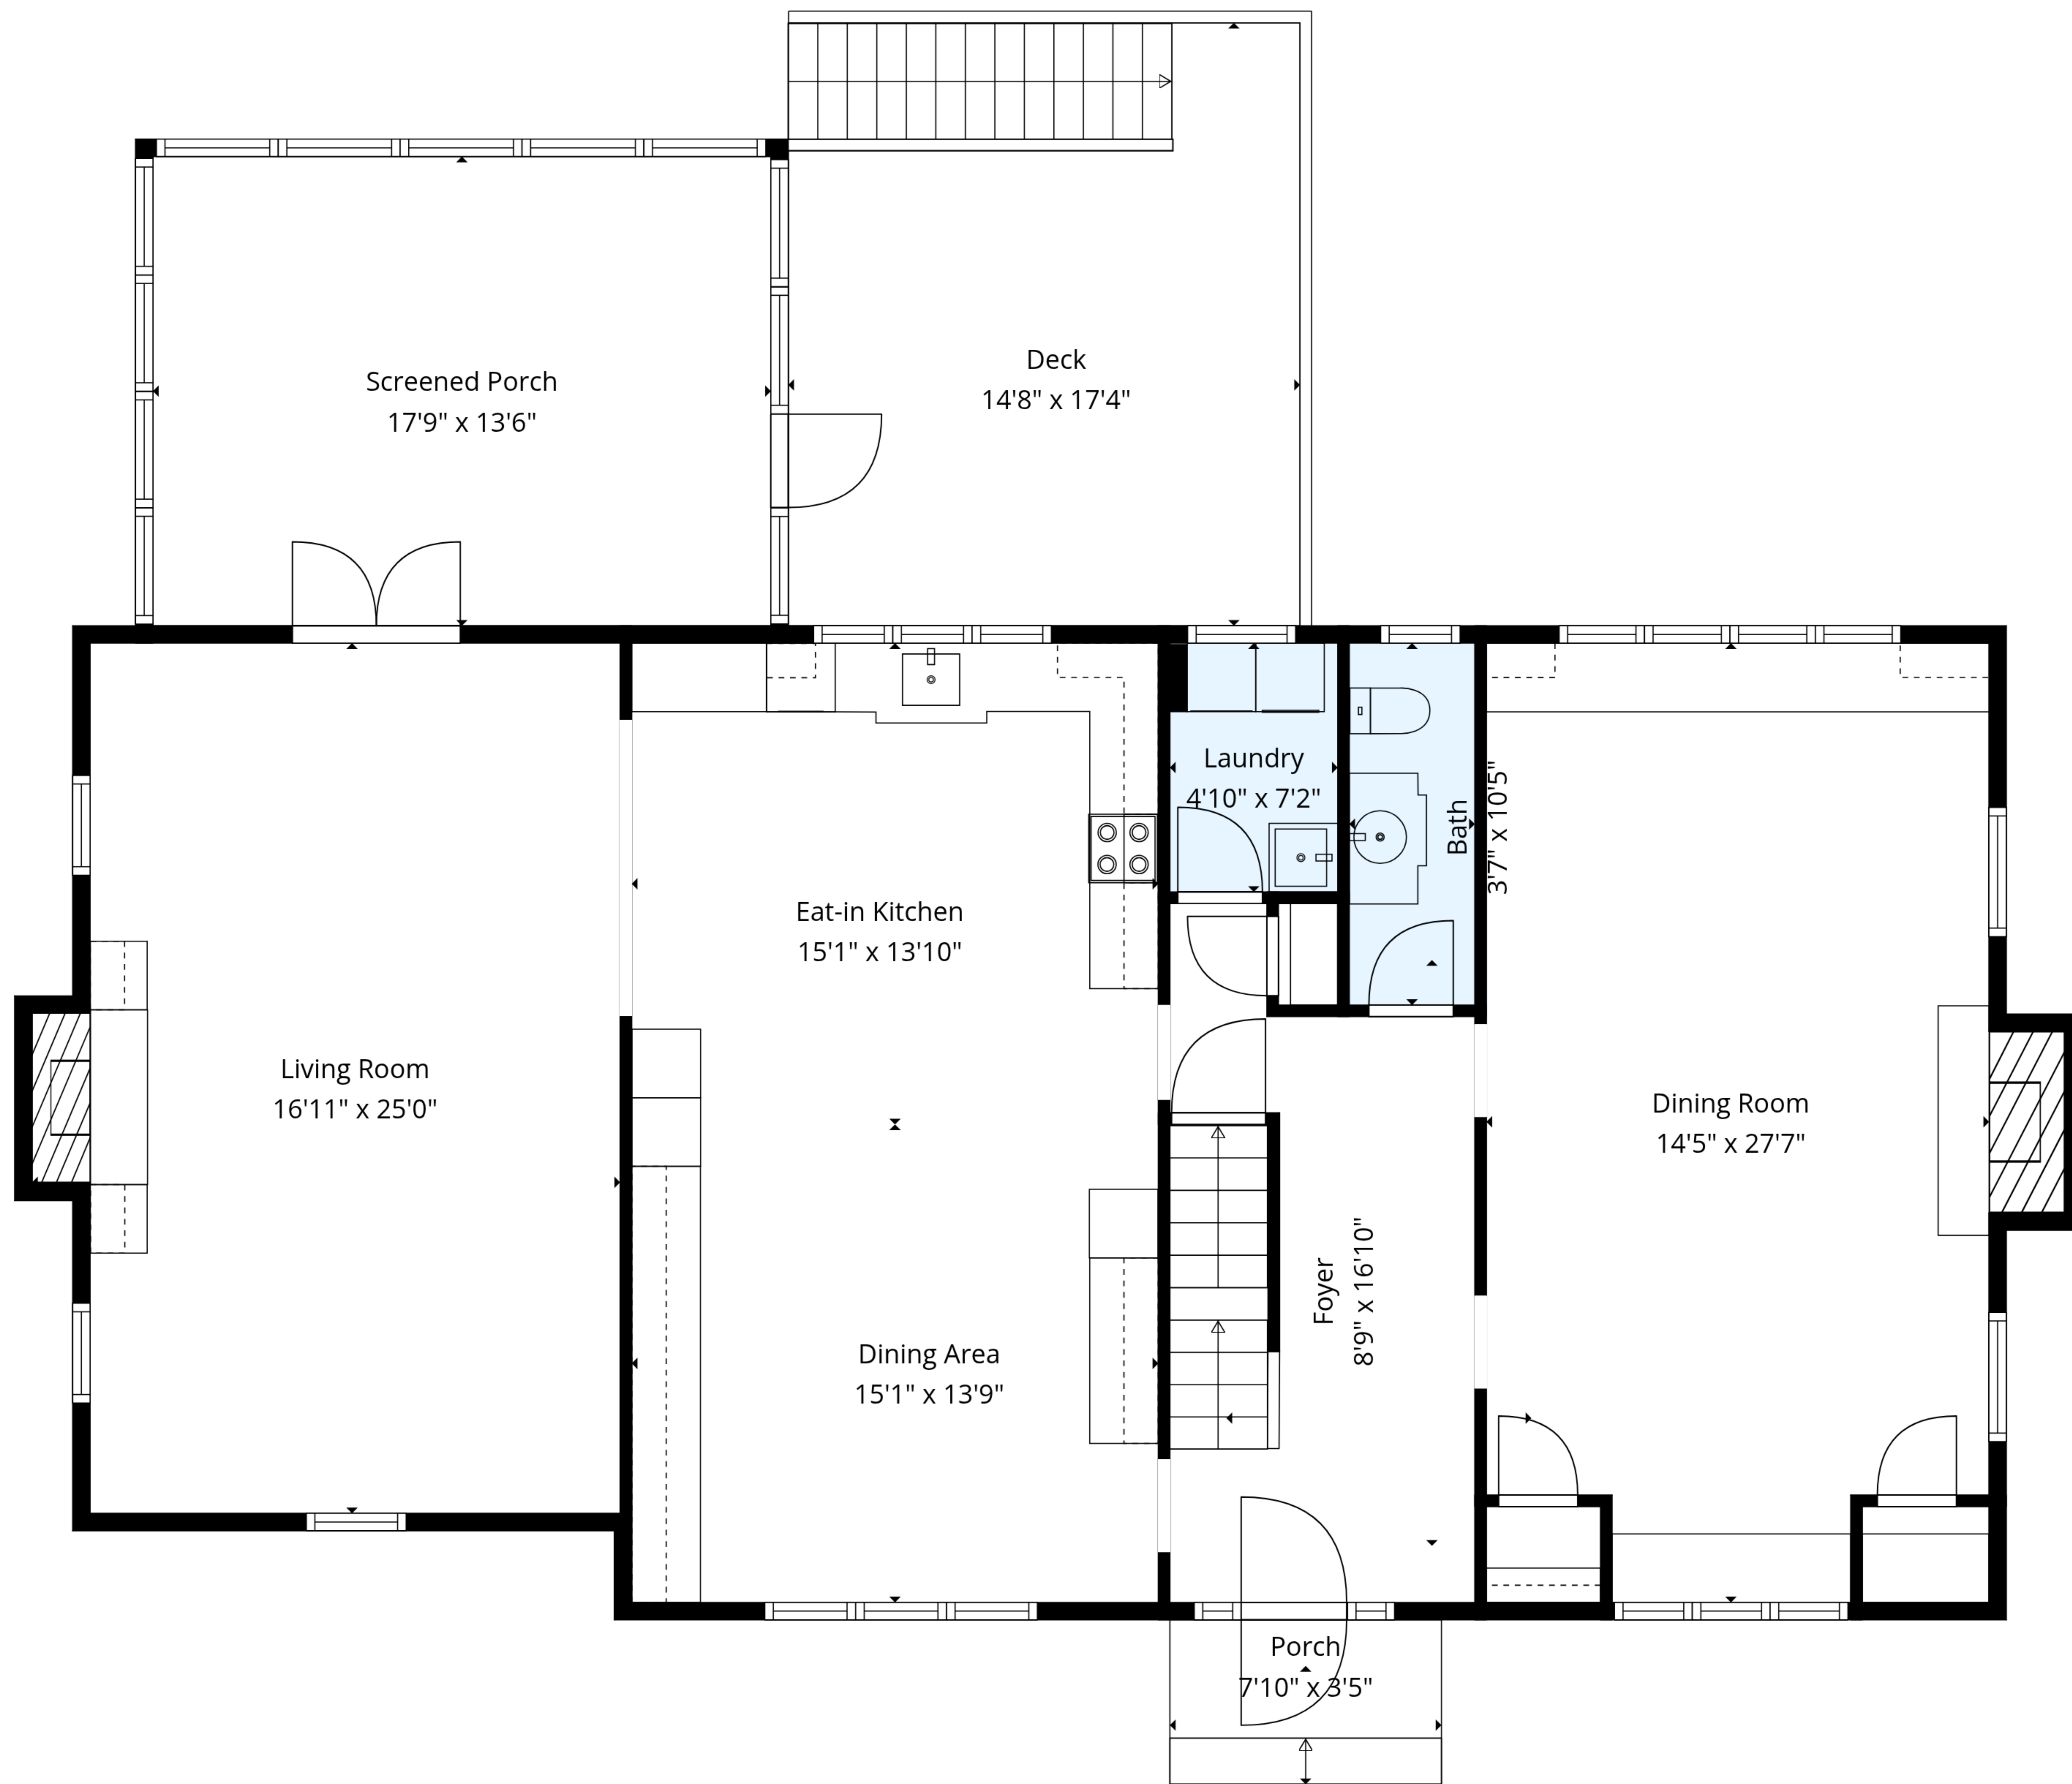 Deck
14'8" x 17'4"
Screened Porch
17'9" x 13'6"
Laundry
4'10" x 7'2"
Bath
3'7" x 10'5"
Eat-in Kitchen
15'1" x 13'10"
Living Room
16'11" x 25'0"
Dining Room
14'5" x 27'7"
Foyer
8'9" x 16'10"
Dining Area
15'1" x 13'9"
Porch
7'10" x 3'5"